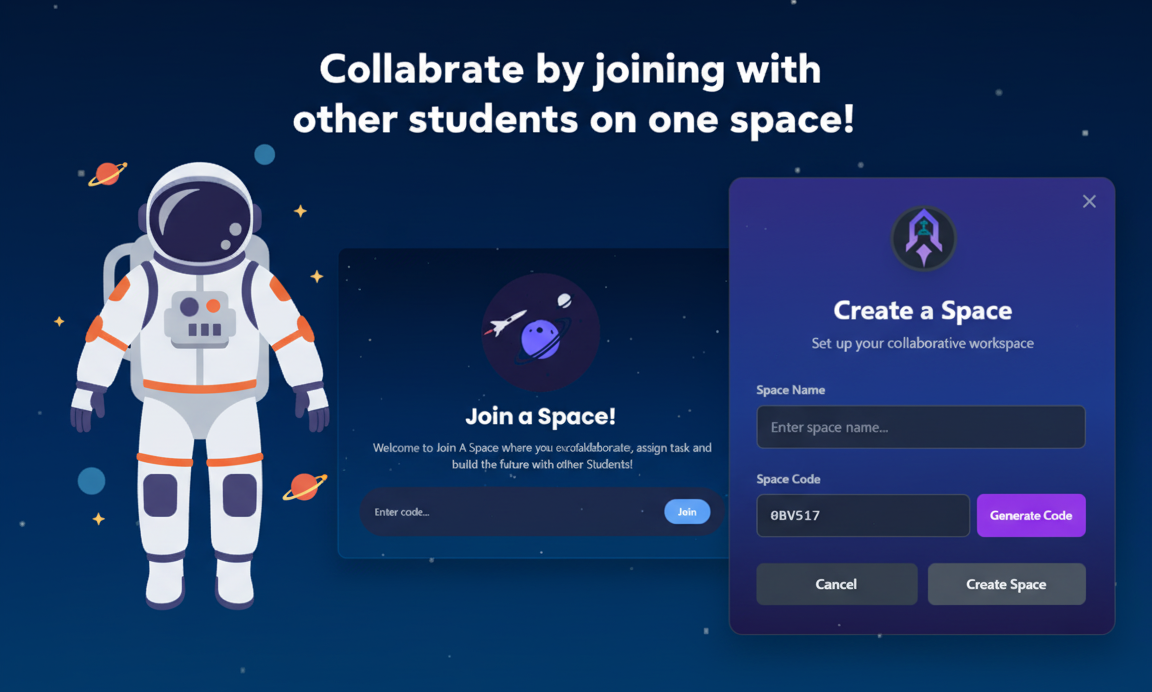 Collabrate by joining with
other students on one space!
Join a Space!
Welcome to Join A Space where you, assign task and
build the future with other Students!
Enter code...
Join
Create a Space
Set up your collaborative workspace
Space Name
Enter space name...
Space Code
0BV517
Generate Code
Cancel
Create Space